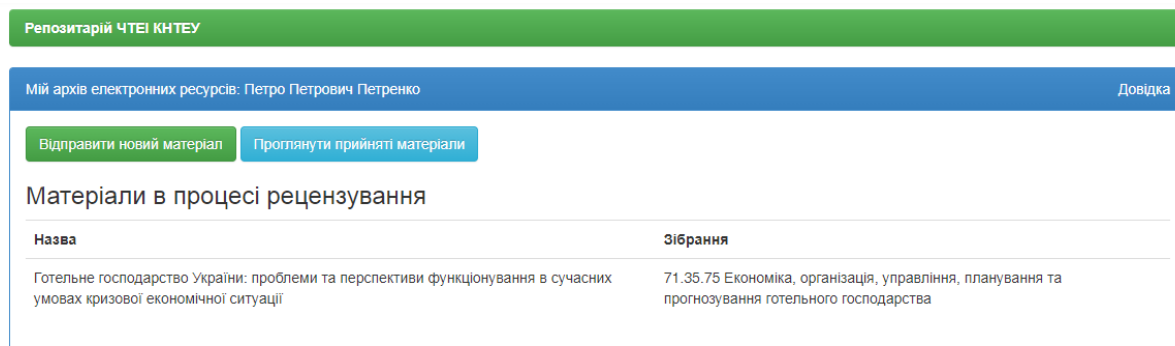 Репозитарій ЧТЕІ КНТЕУ
Мій архів електронних ресурсів: Петро Петрович Петренко
Довідка
Відправити новий матеріал
Проглянути прийняті матеріали
Матеріали в процесі рецензування
Назва
Зібрання
Готельне господарство України: проблеми та перспективи функціонування в сучасних
умовах кризової економічної ситуації
71.35.75 Економіка, організація, управління, планування та
прогнозування готельного господарства